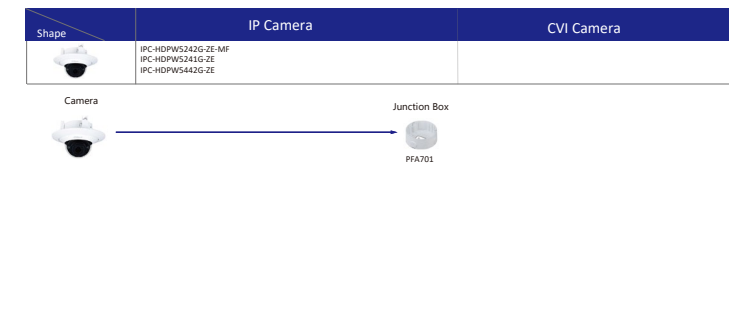 Shape
IP Camera
CVI Camera
IPC-HDPW5242G-ZE-MF
IPC-HDPW5241G-ZE
IPC-HDPW5442G-ZE
Camera
Junction Box
PFA701